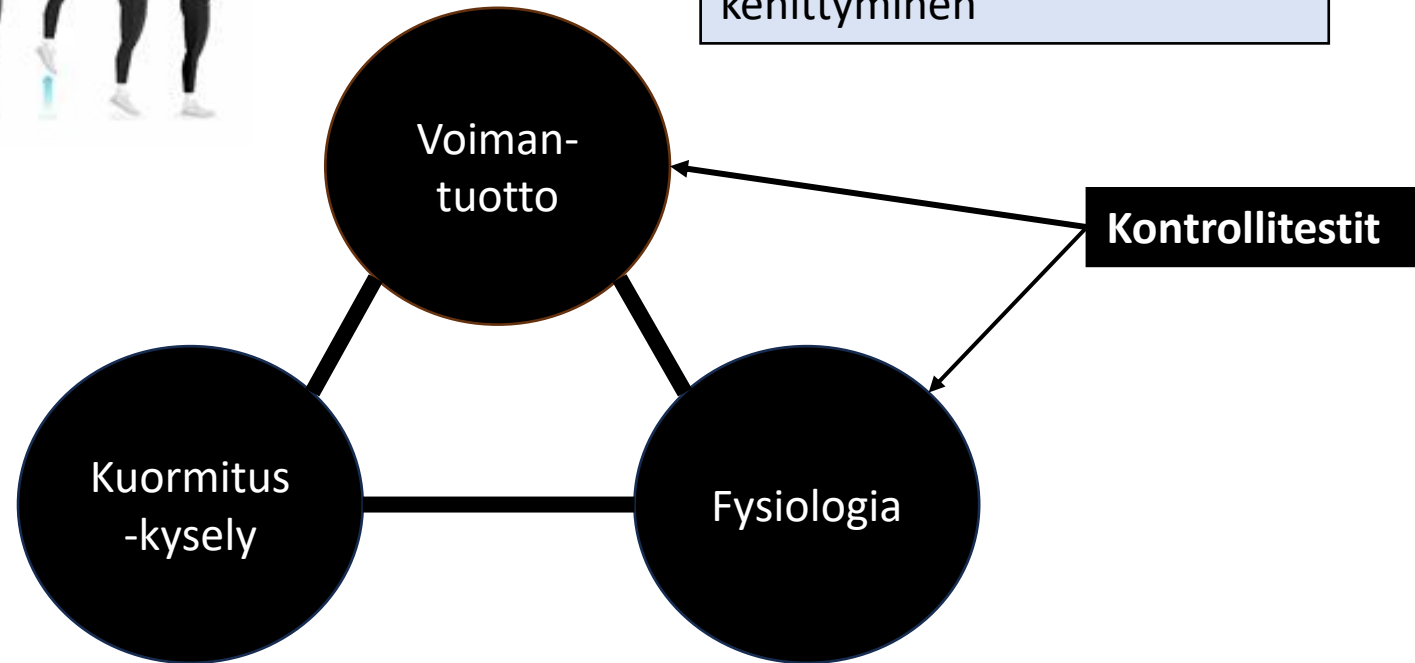 kehittyminen
Voiman-
tuotto
Kontrollitestit
Kuormitus
-kysely
Fysiologia